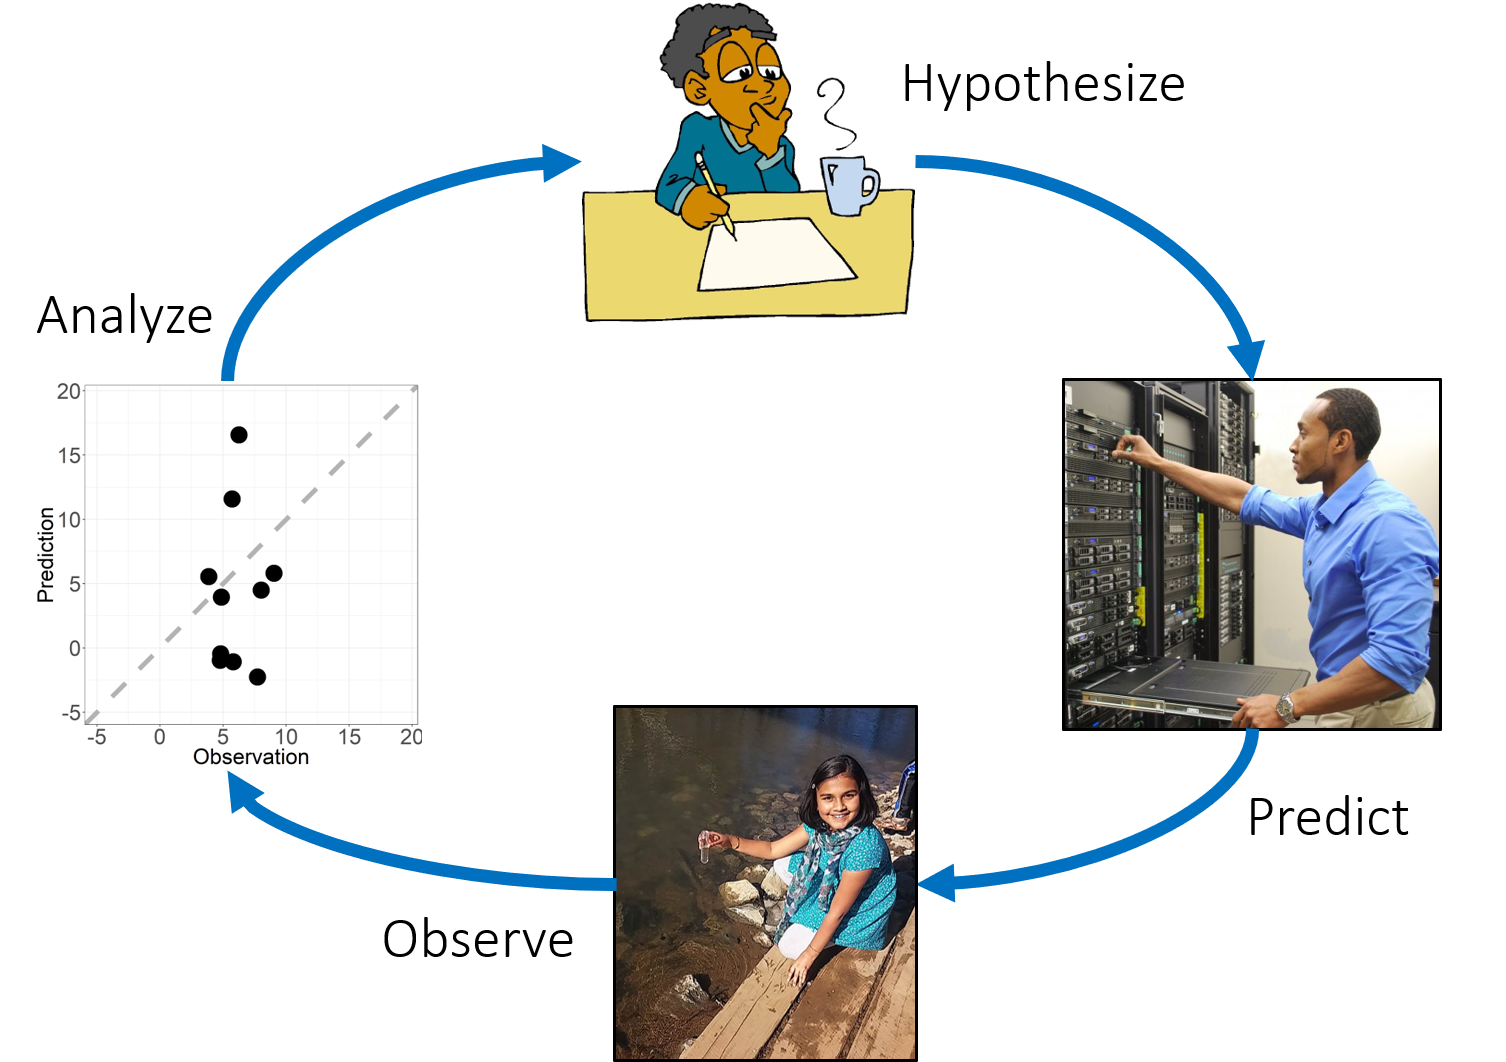 Hypothesize
Analyze
20
15
10
5
0
-5
Prediction
-5 0 5 10 15 20
Observation
Predict
Observe